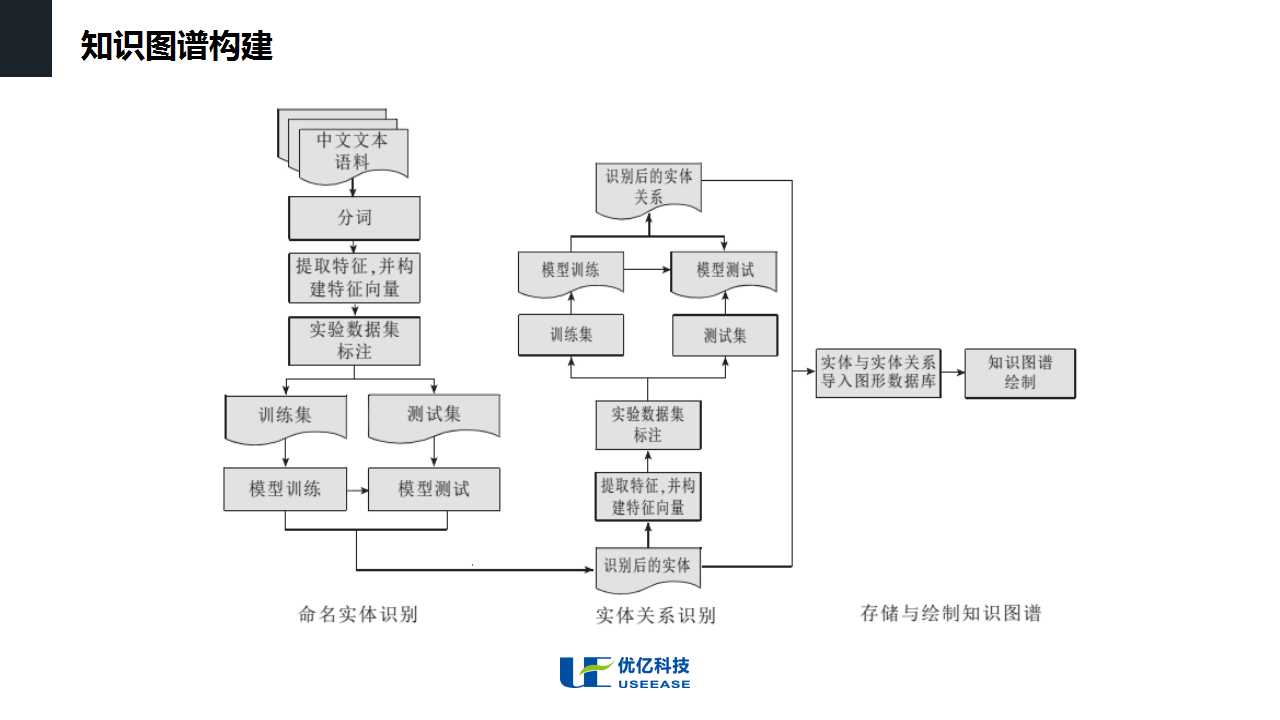 知识图谱构建
中文文本
语料
分词
提取特征,并构
建特征向量
实验数据集
标注
训练集
测试集
模型训练
模型测试
命名实体识别
识别后的实体
关系
模型训练
模型测试
训练集
测试集
实验数据集
标注
提取特征,并构
建特征向量
识别后的实体
实体关系识别
实体与实体关系
导入图形数据库
知识图谱
绘制
存储与绘制知识图谱
UE
优亿科技
USEEASE